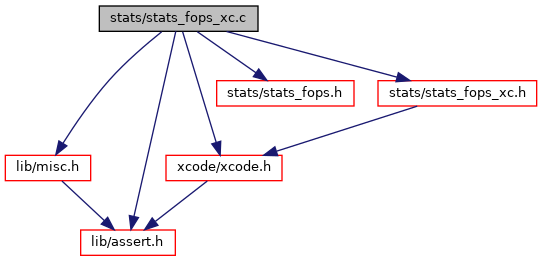 stats/stats_fops_xc.c
stats/stats_fops.h
stats/stats_fops_xc.h
lib/misc.h
xcode/xcode.h
lib/assert.h